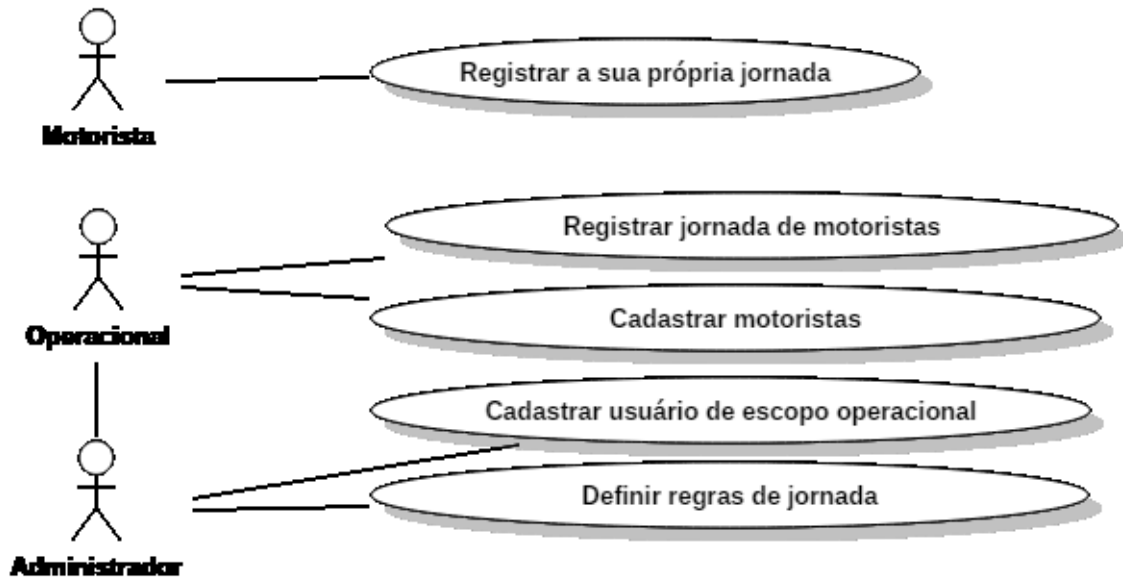 Registrar a sua própria jornada
Motorista
Registrar jornada de motoristas
Cadastrar motoristas
Operacional
Cadastrar usuário de escopo operacional
Definir regras de jornada
Administrador